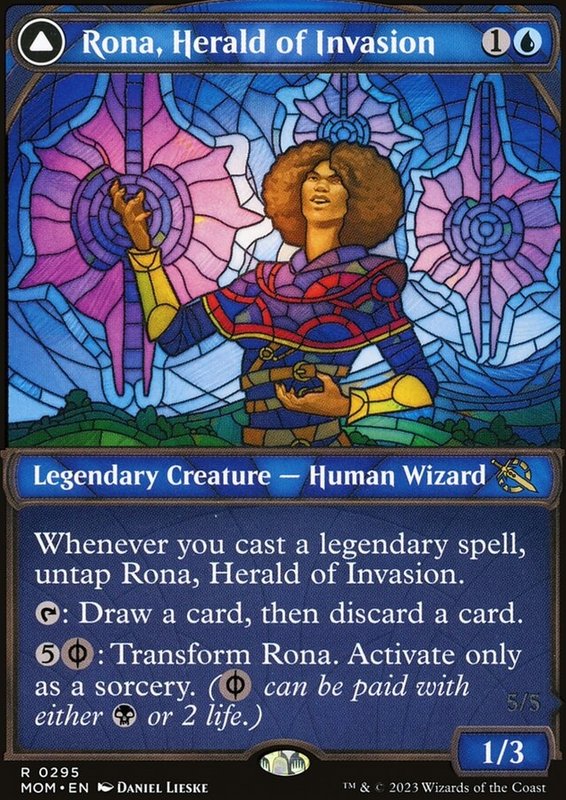 Rona, Herald of Invasion 1
Legendary Creature — Human Wizard
Whenever you cast a legendary spell,
untap Rona, Herald of Invasion.
: Draw a card, then discard a card.
5 : Transform Rona. Activate only
as a sorcery. ( can be paid with
either or 2 life.)
5/5
1/3
R 0295
MOM • EN Daniel Lieske
™ & © 2023 Wizards of the Coast